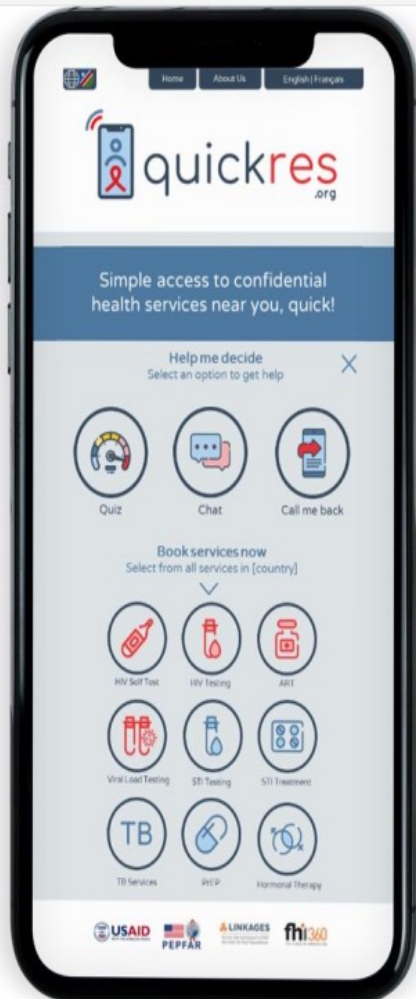 Home About Us English | Français
quickres
.org
Simple access to confidential
health services near you, quick!
Help me decide
Select an option to get help
Quiz Chat Call me back
Book services now
Select from all services in [country]
HIV Self Test HIV Testing ART
Viral Load Testing STI Testing STI Treatment
TB
TB Services PrEP Hormonal Therapy
USAID PEPFAR LINKAGES fhi360